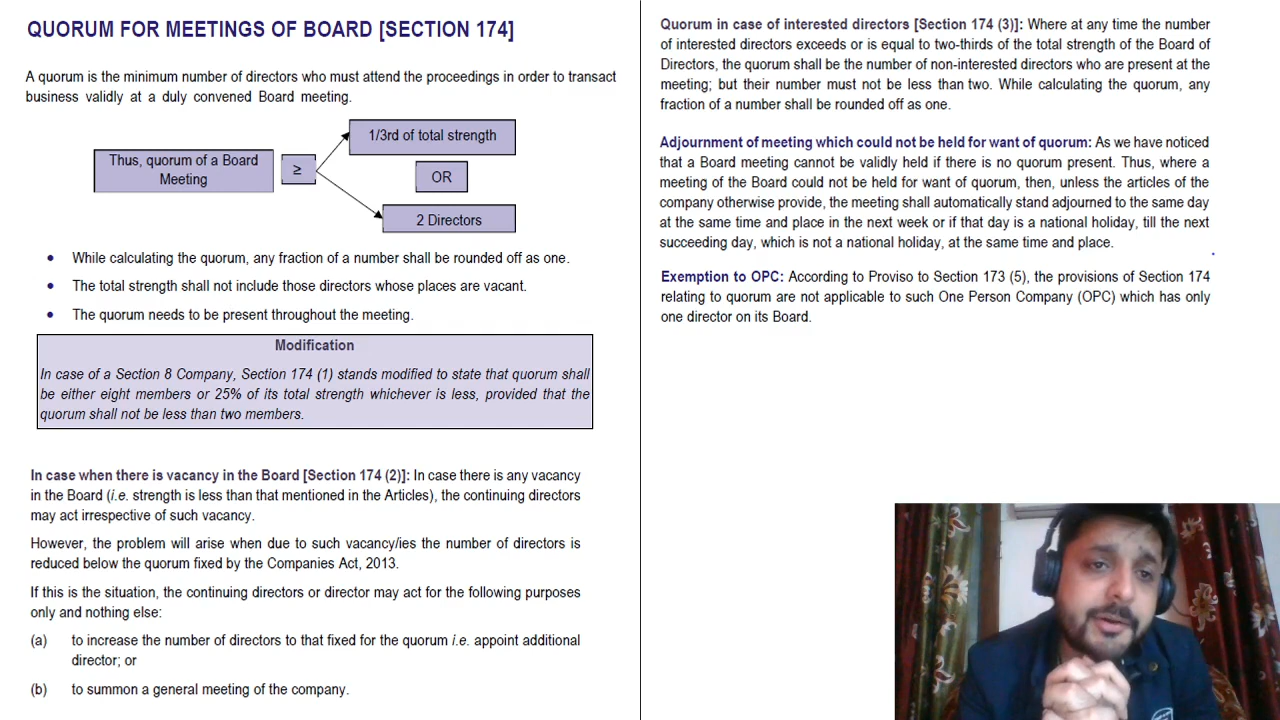 QUORUM FOR MEETINGS OF BOARD [SECTION 174]
A quorum is the minimum number of directors who must attend the proceedings in order to transact
business validly at a duly convened Board meeting.
Thus, quorum of a Board
Meeting
≥
1/3rd of total strength
OR
2 Directors
• While calculating the quorum, any fraction of a number shall be rounded off as one.
• The total strength shall not include those directors whose places are vacant.
• The quorum needs to be present throughout the meeting.
Modification
In case of a Section 8 Company, Section 174 (1) stands modified to state that quorum shall
be either eight members or 25% of its total strength whichever is less, provided that the
quorum shall not be less than two members.
In case when there is vacancy in the Board [Section 174 (2)]: In case there is any vacancy
in the Board (i.e. strength is less than that mentioned in the Articles), the continuing directors
may act irrespective of such vacancy.
However, the problem will arise when due to such vacancy/ies the number of directors is
reduced below the quorum fixed by the Companies Act, 2013.
If this is the situation, the continuing directors or director may act for the following purposes
only and nothing else:
(a) to increase the number of directors to that fixed for the quorum i.e. appoint additional
director; or
(b) to summon a general meeting of the company.
Quorum in case of interested directors [Section 174 (3)]: Where at any time the number
of interested directors exceeds or is equal to two-thirds of the total strength of the Board of
Directors, the quorum shall be the number of non-interested directors who are present at the
meeting; but their number must not be less than two. While calculating the quorum, any
fraction of a number shall be rounded off as one.
Adjournment of meeting which could not be held for want of quorum: As we have noticed
that a Board meeting cannot be validly held if there is no quorum present. Thus, where a
meeting of the Board could not be held for want of quorum, then, unless the articles of the
company otherwise provide, the meeting shall automatically stand adjourned to the same day
at the same time and place in the next week or if that day is a national holiday, till the next
succeeding day, which is not a national holiday, at the same time and place.
Exemption to OPC: According to Proviso to Section 173 (5), the provisions of Section 174
relating to quorum are not applicable to such One Person Company (OPC) which has only
one director on its Board.